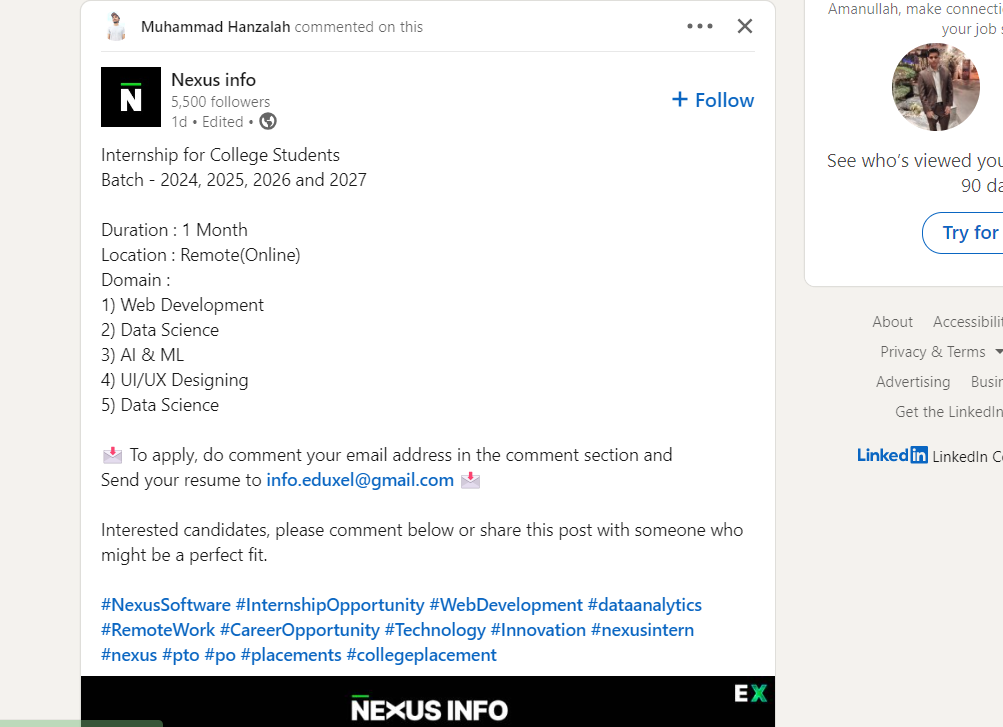 Muhammad Hanzalah commented on this
N
Nexus info
5,500 followers
1d • Edited •
+ Follow
Internship for College Students
Batch - 2024, 2025, 2026 and 2027
Duration : 1 Month
Location : Remote(Online)
Domain :
1) Web Development
2) Data Science
3) AI & ML
4) UI/UX Designing
5) Data Science
To apply, do comment your email address in the comment section and
Send your resume to info.eduxel@gmail.com
Interested candidates, please comment below or share this post with someone who
might be a perfect fit.
#NexusSoftware #InternshipOpportunity #WebDevelopment #dataanalytics
#RemoteWork #CareerOpportunity #Technology #Innovation #nexusintern
#nexus #pto #po #placements #collegeplacement
EX
NEXUS INFO
Amanullah, make
your job
See who's viewed
90
Try for
About
Privacy & Terms
Advertising
Get the LinkedIn
LinkedIn LinkedIn